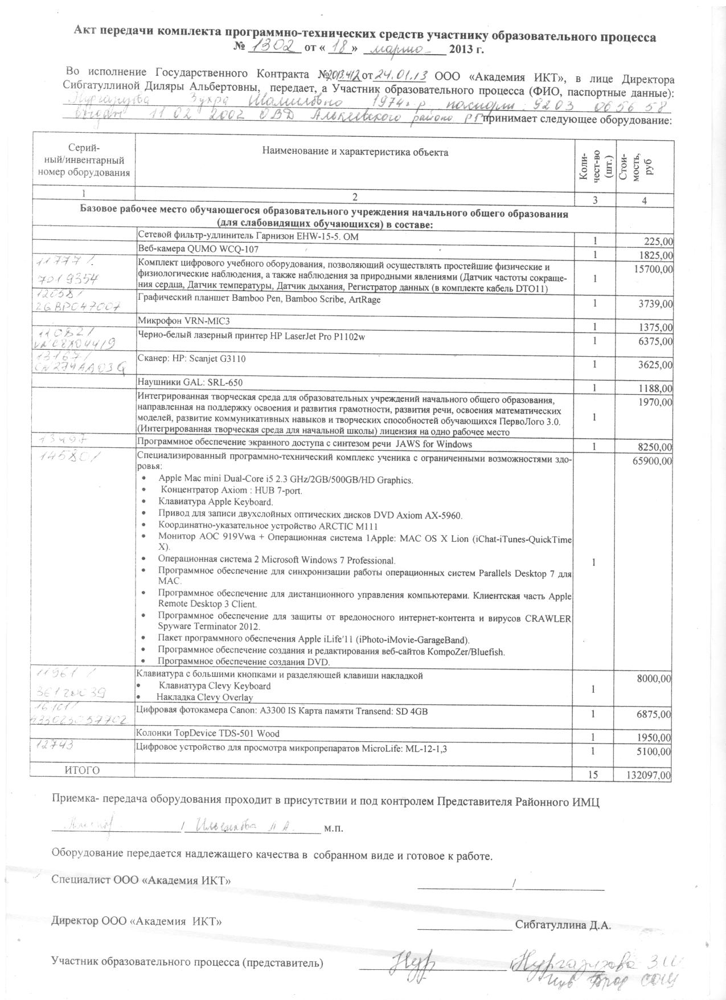 Акт передачи комплекта программно-технических средств участнику образовательного процесса
№ 1302 от « 18 » марта 2013 г.
Во исполнение Государственного Контракта №2013.412 от 24.01.13 ООО «Академия ИКТ», в лице Директора
Сибгатуллиной Диляры Альбертовны, передает, а Участник образовательного процесса (ФИО, паспортные данные):
Зухра Шамиловна 1974 г.р. паспорт: 9203 065658
11 02 2002 ОВД Алькеевского района РТ принимает следующее оборудование:
Серий-
ный/инвентарный
номер оборудования
Наименование и характеристика объекта
Коли-
чест-во
(шт.)
Стои-
мость,
руб
1 2 3 4
Базовое рабочее место обучающегося образовательного учреждения начального общего образования
(для слабовидящих обучающихся) в составе:
Сетевой фильтр-удлинитель Гарнизон EHW-15-5. ОМ 1 225,00
Веб-камера QUMO WCQ-107 1 1825,00
11777 / Комплект цифрового учебного оборудования, позволяющий осуществлять простейшие физические и 15700,00
7019354 физиологические наблюдения, а также наблюдения за природными явлениями (Датчик частоты сокраще- 1
ния сердца, Датчик температуры, Датчик дыхания, Регистратор данных (в комплекте кабель DTO11)
12058/ Графический планшет Bamboo Pen, Bamboo Scribe, ArtRage 1 3739,00
2GBPC047007
Микрофон VRN-MIC3 1 1375,00
11082/ Черно-белый лазерный принтер HP LaserJet Pro P1102w 1 6375,00
13167/ Сканер: HP: Scanjet G3110 1 3625,00
CN274AA03G
Наушники GAL: SRL-650 1 1188,00
Интегрированная творческая среда для образовательных учреждений начального общего образования, 1970,00
направленная на поддержку освоения и развития грамотности, развития речи, освоения математических
моделей, развитие коммуникативных навыков и творческих способностей обучающихся ПервоЛого 3.0. 1
(Интегрированная творческая среда для начальной школы) лицензия на одно рабочее место
13497 Программное обеспечение экранного доступа с синтезом речи JAWS for Windows 1 8250,00
14580/ Специализированный программно-технический комплекс ученика с ограниченными возможностями здо- 65900,00
ровья:
• Apple Mac mini Dual-Core i5 2.3 GHz/2GB/500GB/HD Graphics.
• Концентратор Axiom : HUB 7-port.
• Клавиатура Apple Keyboard.
• Привод для записи двухслойных оптических дисков DVD Axiom AX-5960.
• Координатно-указательное устройство ARCTIC M111
• Монитор AOC 919Vwa + Операционная система 1Apple: MAC OS X Lion (iChat-iTunes-QuickTime
X).
• Операционная система 2 Microsoft Windows 7 Professional. 1
• Программное обеспечение для синхронизации работы операционных систем Parallels Desktop 7 для
МАС.
• Программное обеспечение для дистанционного управления компьютерами. Клиентская часть Apple
Remote Desktop 3 Client.
• Программное обеспечение для защиты от вредоносного интернет-контента и вирусов CRAWLER
Spyware Terminator 2012.
• Пакет программного обеспечения Apple iLife'11 (iPhoto-iMovie-GarageBand).
• Программное обеспечение создания и редактирования веб-сайтов KompoZer/Bluefish.
• Программное обеспечение создания DVD.
11961 / Клавиатура с большими кнопками и разделяющей клавиши накладкой 8000,00
• Клавиатура Clevy Keyboard 1
• Накладка Clevy Overlay
Цифровая фотокамера Canon: A3300 IS Карта памяти Transend: SD 4GB 1 6875,00
Колонки TopDevice TDS-501 Wood 1 1950,00
12743 Цифровое устройство для просмотра микропрепаратов MicroLife: ML-12-1,3 1 5100,00
ИТОГО 15 132097,00
Приемка- передача оборудования проходит в присутствии и под контролем Представителя Районного ИМЦ
/ м.п.
Оборудование передается надлежащего качества в собранном виде и готовое к работе.
Специалист ООО «Академия ИКТ» /
Директор ООО «Академия ИКТ» Сибгатуллина Д.А.
Участник образовательного процесса (представитель) Нур / З.Ш.
СОШ